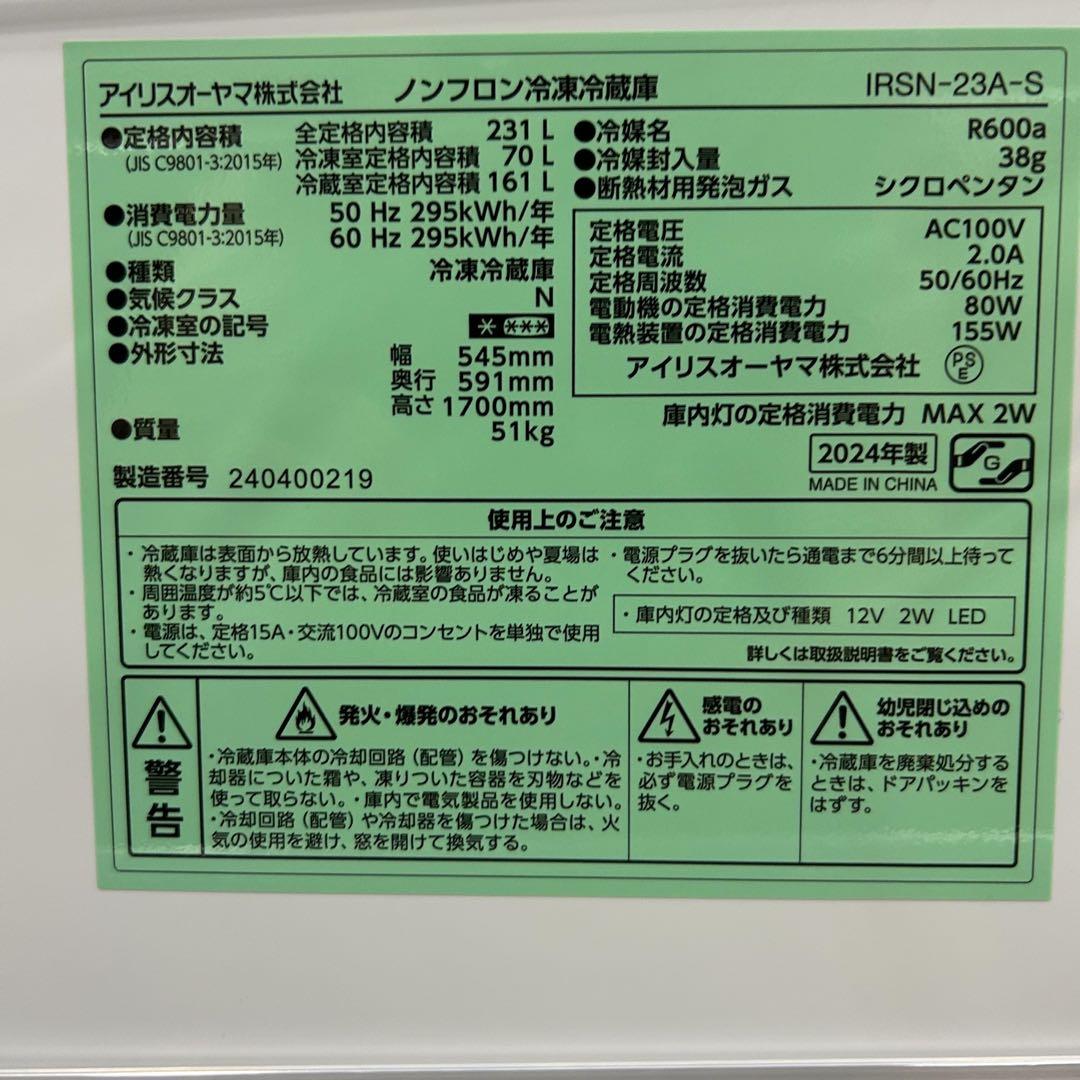 アイリスオーヤマ株式会社 ノンフロン冷凍冷蔵庫 IRSN-23A-S
●定格内容積 全定格内容積 231 L
(JIS C9801-3:2015年) 冷凍室定格内容積 70 L
冷蔵室定格内容積 161 L
●消費電力量 50 Hz 295kWh/年
(JIS C9801-3:2015年) 60 Hz 295kWh/年
●種類 冷凍冷蔵庫
●気候クラス N
●冷凍室の記号 * ***
●外形寸法 幅 545mm
奥行 591mm
高さ 1700mm
●質量 51kg
製造番号 240400219
●冷媒名 R600a
●冷媒封入量 38g
●断熱材用発泡ガス シクロペンタン
定格電圧 AC100V
定格電流 2.0A
定格周波数 50/60Hz
電動機の定格消費電力 80W
電熱装置の定格消費電力 155W
アイリスオーヤマ株式会社 PSE
庫内灯の定格消費電力 MAX 2W
2024年製 G
MADE IN CHINA
使用上のご注意
・冷蔵庫は表面から放熱しています。使いはじめや夏場は
熱くなりますが、庫内の食品には影響ありません。
・周囲温度が約5℃以下では、冷蔵室の食品が凍ることが
あります。
・電源は、定格15A・交流100Vのコンセントを単独で使用
してください。
・電源プラグを抜いたら通電まで6分間以上待って
ください。
・庫内灯の定格及び種類 12V 2W LED
詳しくは取扱説明書をご覧ください。
警告
発火・爆発のおそれあり
・冷蔵庫本体の冷却回路（配管）を傷つけない。・冷
却器についた霜や、凍りついた容器を刃物などを
使って取らない。・庫内で電気製品を使用しない。
・冷却回路（配管）や冷却器を傷つけた場合は、火
気の使用を避け、窓を開けて換気する。
感電の
おそれあり
・お手入れのときは、
必ず電源プラグを
抜く。
幼児閉じ込めの
おそれあり
・冷蔵庫を廃棄処分する
ときは、ドアパッキンを
はずす。